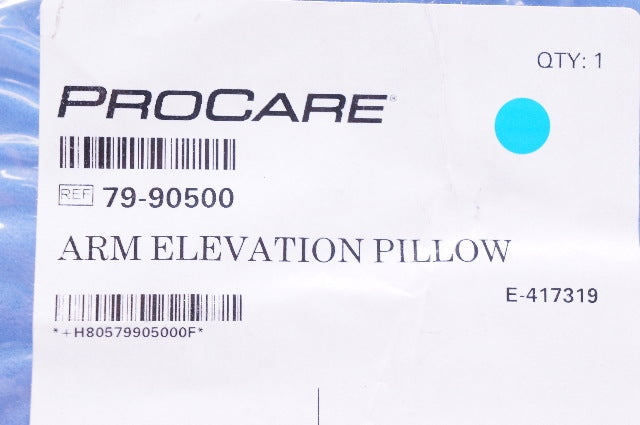 QTY: 1
PROCARE®
REF 79-90500
ARM ELEVATION PILLOW
E-417319
*+H80579905000F*